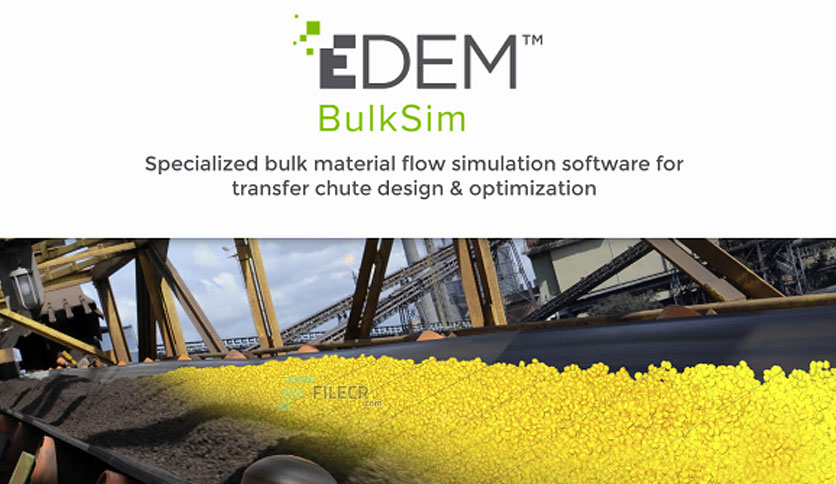 EDEM™
BulkSim
Specialized bulk material flow simulation software for
transfer chute design & optimization
FILECR
.com